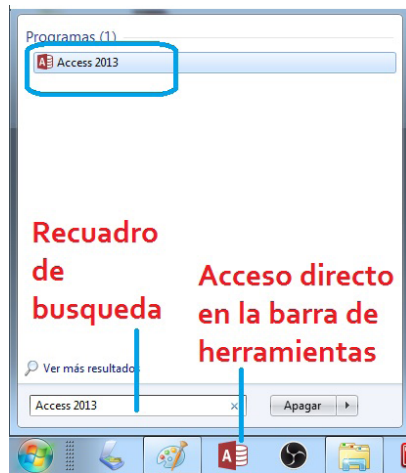 Programas (1)
Access 2013
Recuadro
de
busqueda
Acceso directo
en la barra de
herramientas
Ver más resultados
Access 2013
Apagar